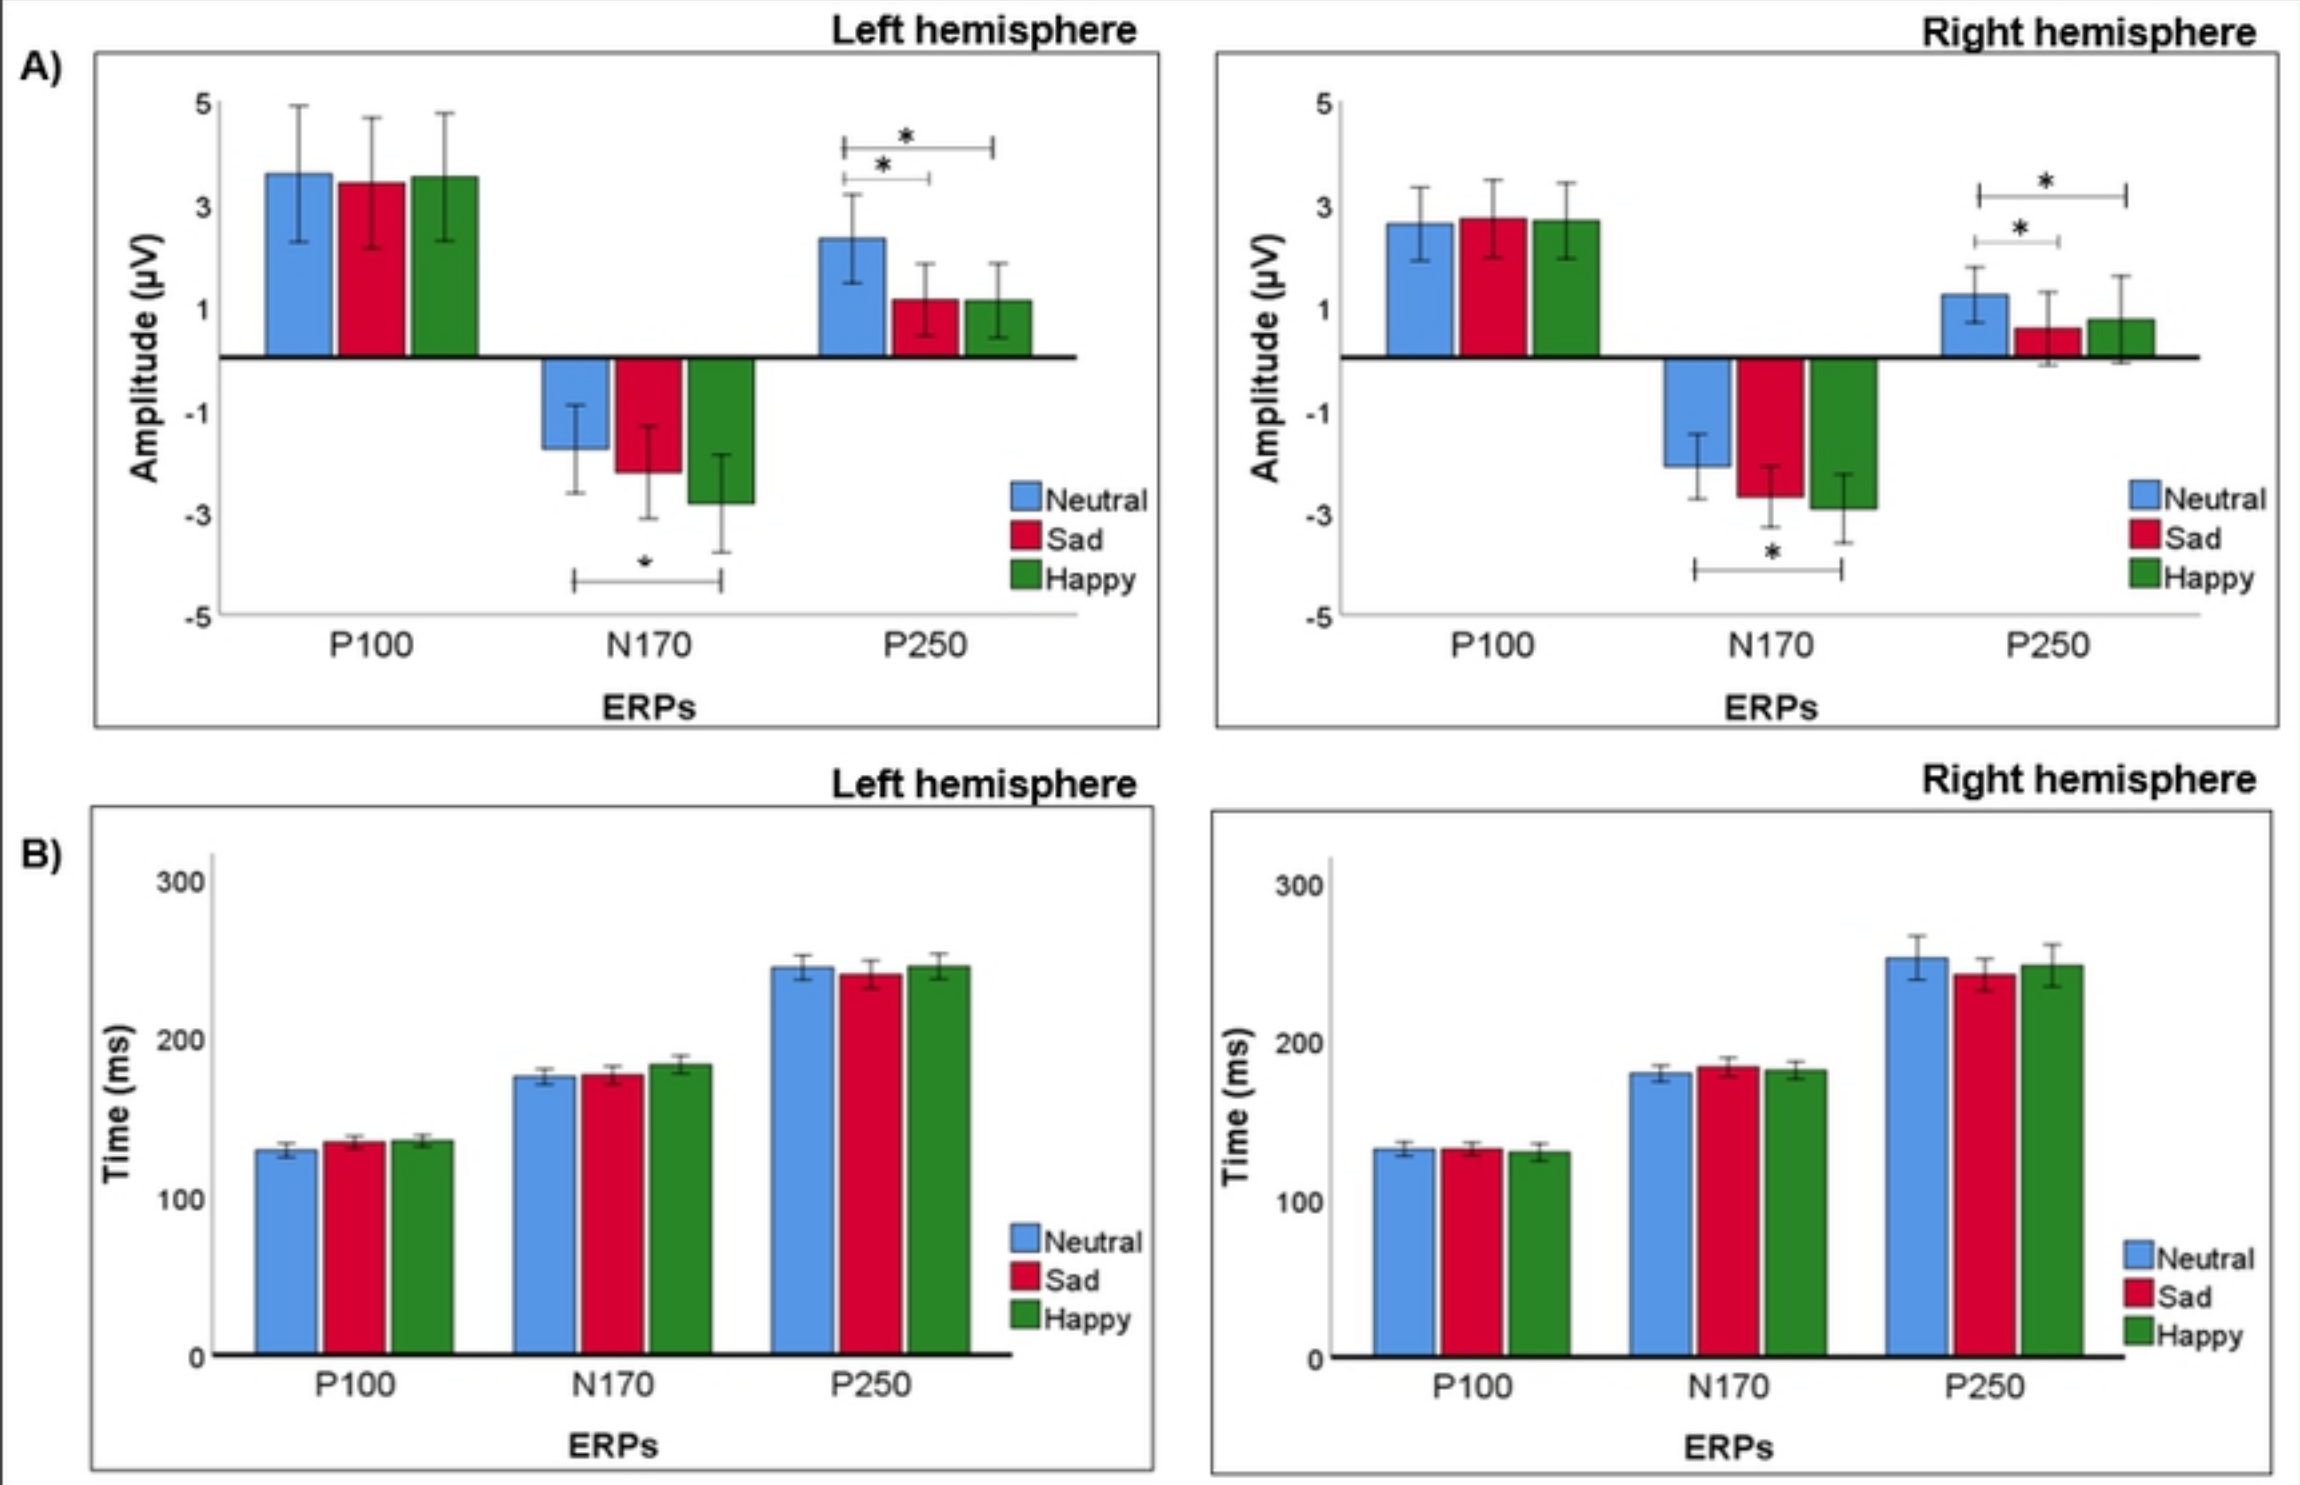 A)
Left hemisphere
5
3
1
-1
-3
-5
Amplitude (µV)
*
*
*
Neutral
Sad
Happy
P100 N170 P250
ERPs
Right hemisphere
5
3
1
-1
-3
-5
Amplitude (µV)
*
*
*
Neutral
Sad
Happy
P100 N170 P250
ERPs
B)
Left hemisphere
300
200
100
0
Time (ms)
Neutral
Sad
Happy
P100 N170 P250
ERPs
Right hemisphere
300
200
100
0
Time (ms)
Neutral
Sad
Happy
P100 N170 P250
ERPs